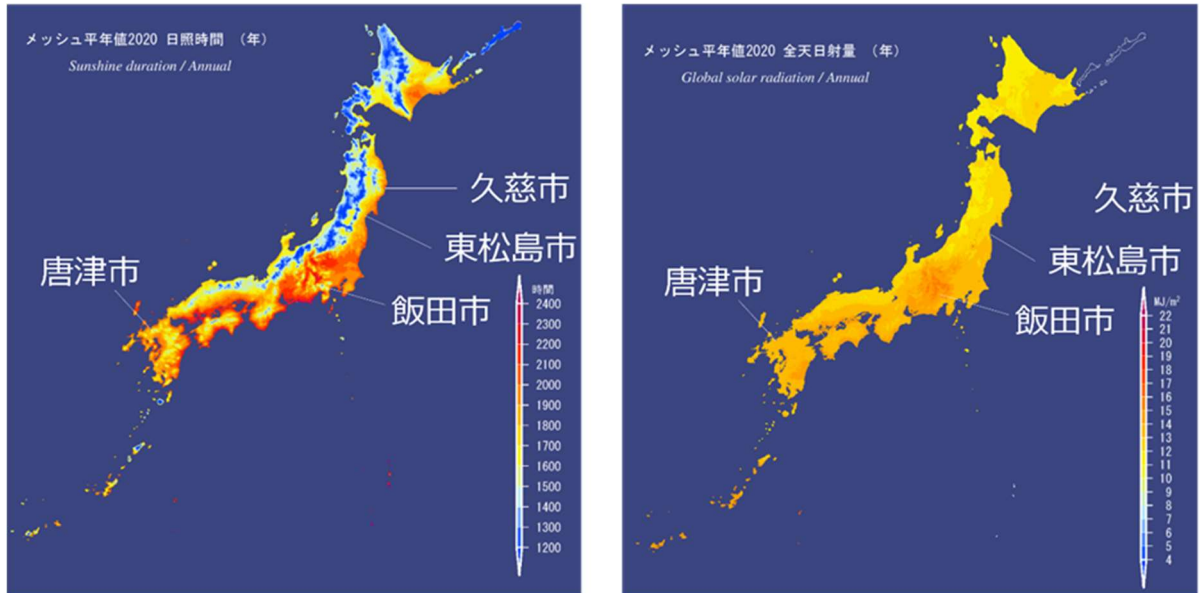 メッシュ平年値2020 日照時間 (年)
Sunshine duration / Annual
久慈市
東松島市
唐津市
飯田市
時間
2400
2300
2200
2100
2000
1900
1800
1700
1600
1500
1400
1300
1200
メッシュ平年値2020 全天日射量 (年)
Global solar radiation / Annual
久慈市
東松島市
唐津市
飯田市
MJ/m²
22
21
20
19
18
17
16
15
14
13
12
11
10
9
8
7
6
5
4